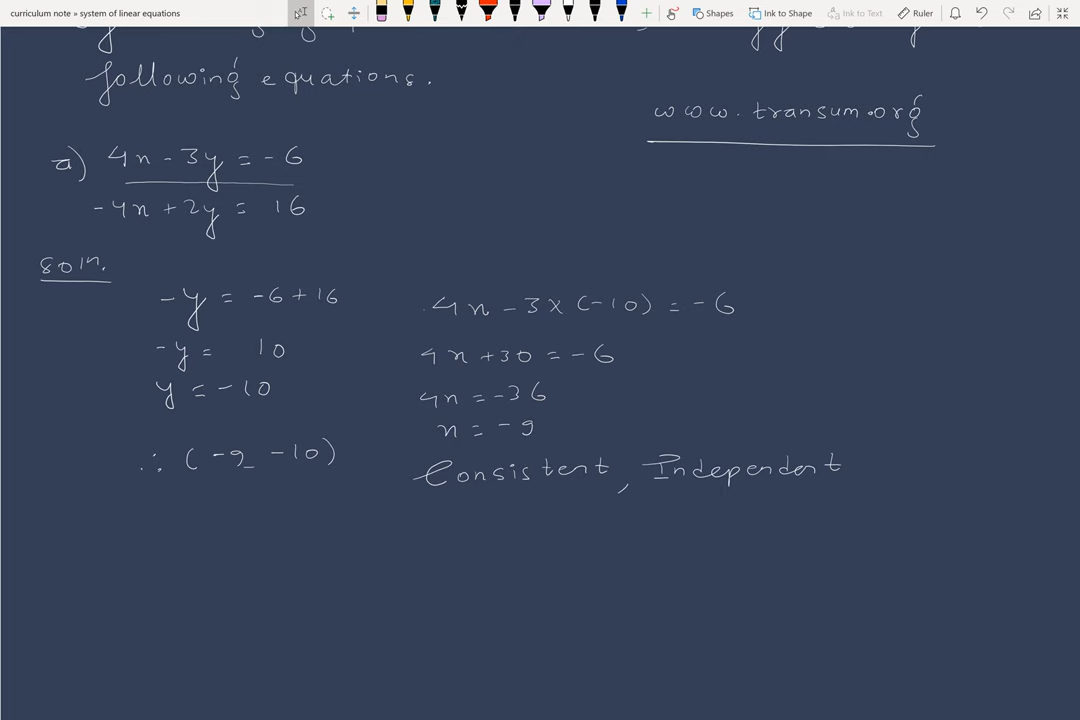 curriculum note » system of linear equations
Shapes Ink to Shape Ink to Text Ruler
following equations.
www.transum.org
a) 4x - 3y = -6
-4x + 2y = 16
soln.
-y = -6 + 16
-y = 10
y = -10
∴ (-9, -10)
4x - 3 × (-10) = -6
4x + 30 = -6
4x = -36
x = -9
Consistent, Independent